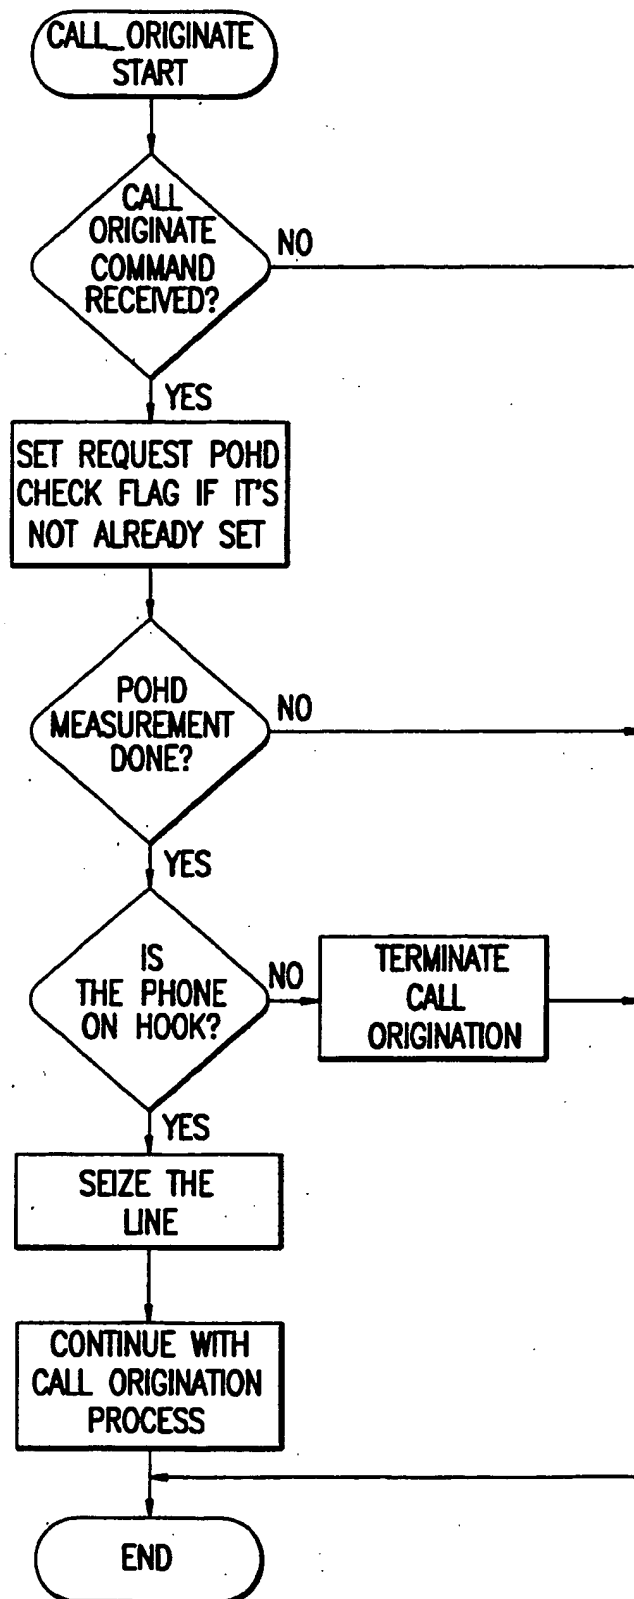 CALL_ORIGINATE
START
CALL
ORIGINATE
COMMAND
RECEIVED?
NO
YES
SET REQUEST POHD
CHECK FLAG IF IT'S
NOT ALREADY SET
POHD
MEASUREMENT
DONE?
NO
YES
IS
THE PHONE
ON HOOK?
NO
TERMINATE
CALL
ORIGINATION
YES
SEIZE THE
LINE
CONTINUE WITH
CALL ORIGINATION
PROCESS
END